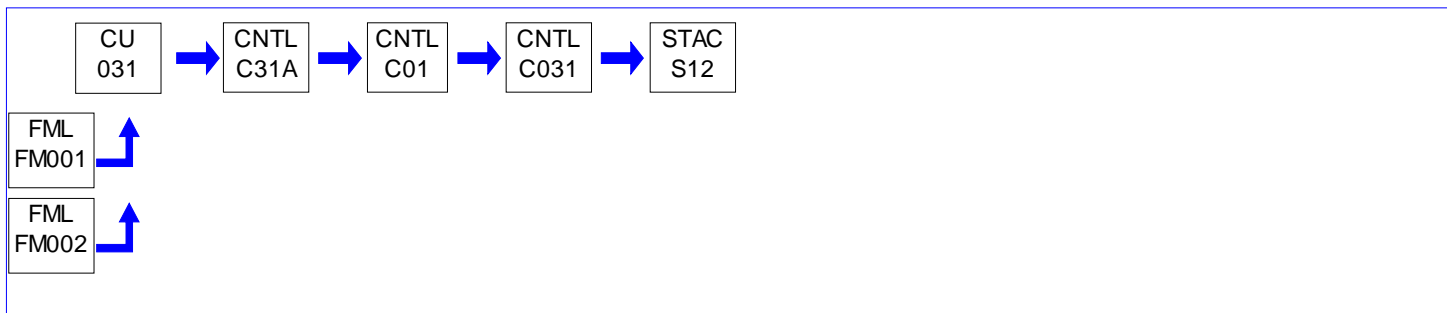 CU
031
CNTL
C31A
CNTL
C01
CNTL
C031
STAC
S12
FML
FM001
FML
FM002